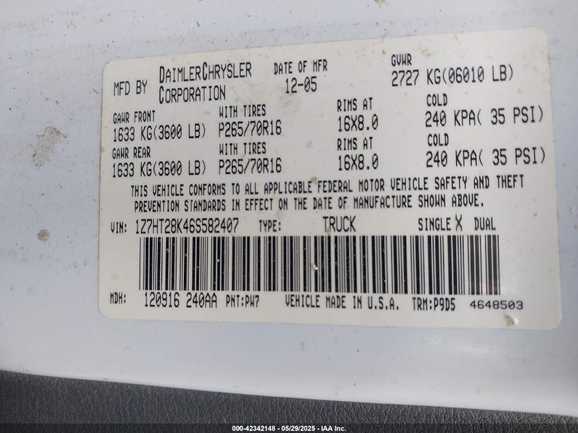 MFD BY DAIMLERCHRYSLER CORPORATION DATE OF MFR 12-05 GVWR 2727 KG(06010 LB)
GAWR FRONT WITH TIRES RIMS AT COLD
1633 KG(3600 LB) P265/70R16 16X8.0 240 KPA( 35 PSI)
GAWR REAR WITH TIRES RIMS AT COLD
1633 KG(3600 LB) P265/70R16 16X8.0 240 KPA( 35 PSI)
THIS VEHICLE CONFORMS TO ALL APPLICABLE FEDERAL MOTOR VEHICLE SAFETY AND THEFT
PREVENTION STANDARDS IN EFFECT ON THE DATE OF MANUFACTURE SHOWN ABOVE.
VIN: 1Z7HT28K46S582407 TYPE: TRUCK SINGLE X DUAL
MDH: 120916 240AA PNT:PW7 VEHICLE MADE IN U.S.A. TRM:P9D5 4648503
000-42342148 - 05/29/2025 - IAA Inc.